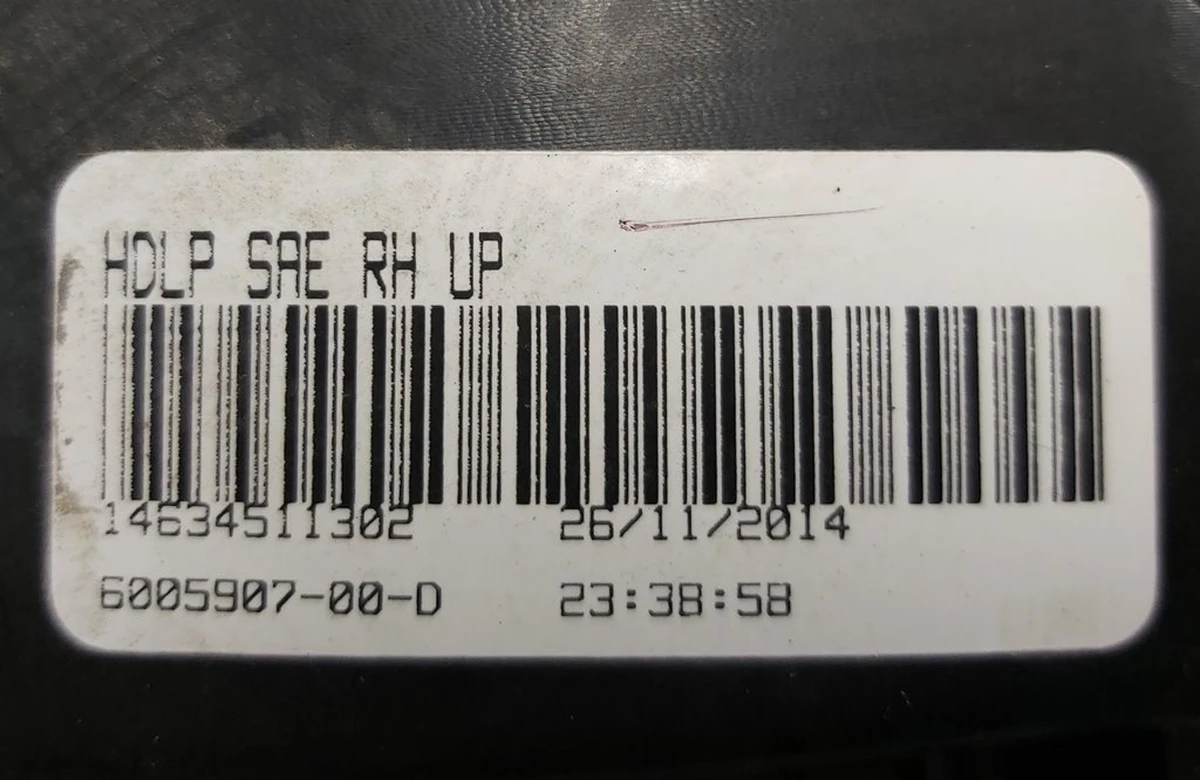 HDLP SAE RH UP
14634511302 26/11/2014
6005907-00-D 23:38:58